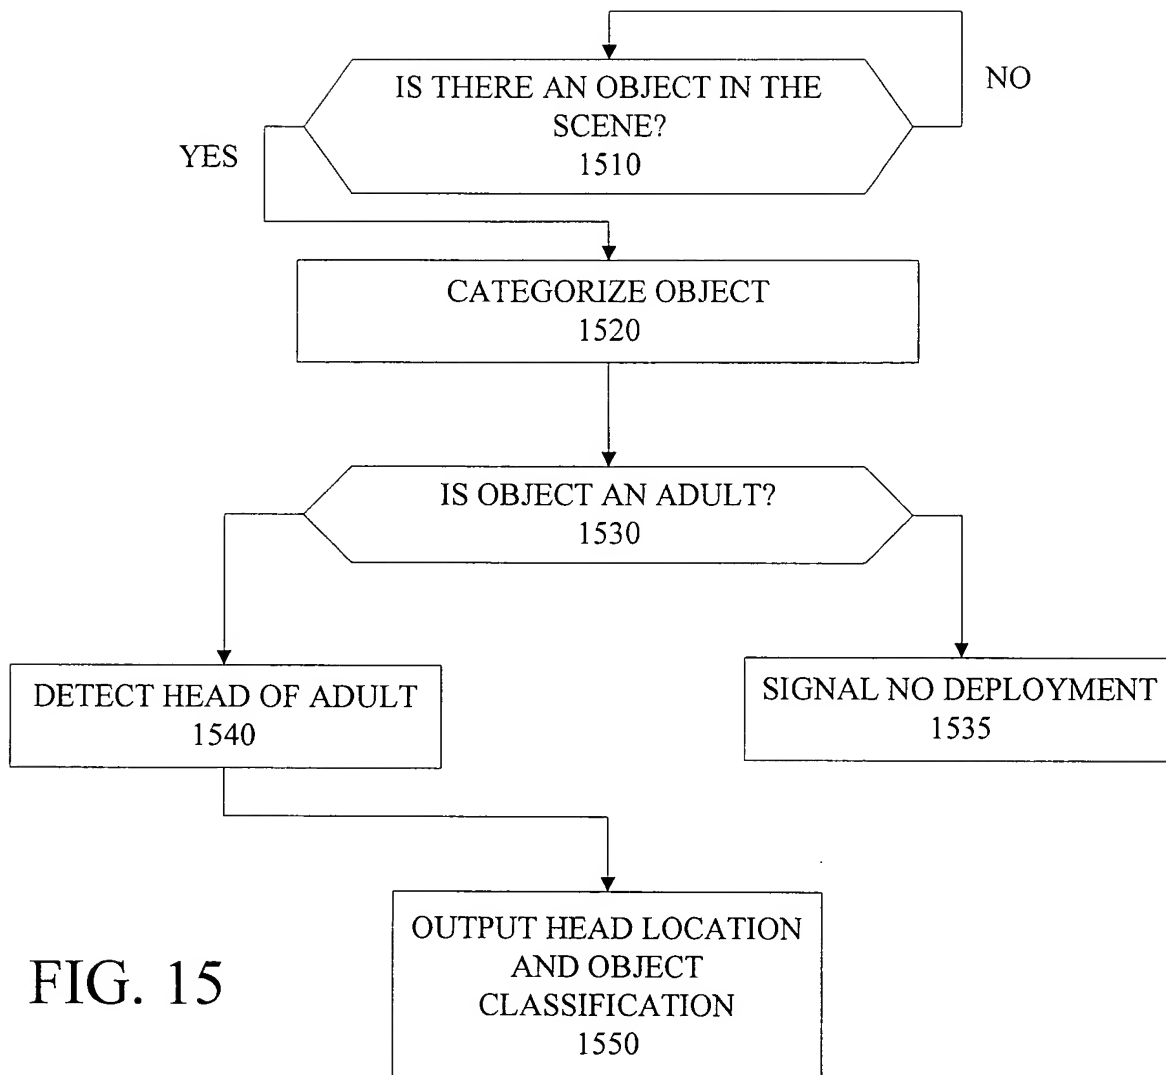 IS THERE AN OBJECT IN THE
SCENE?
1510
NO
YES
CATEGORIZE OBJECT
1520
IS OBJECT AN ADULT?
1530
DETECT HEAD OF ADULT
1540
SIGNAL NO DEPLOYMENT
1535
OUTPUT HEAD LOCATION
AND OBJECT
CLASSIFICATION
1550
FIG. 15